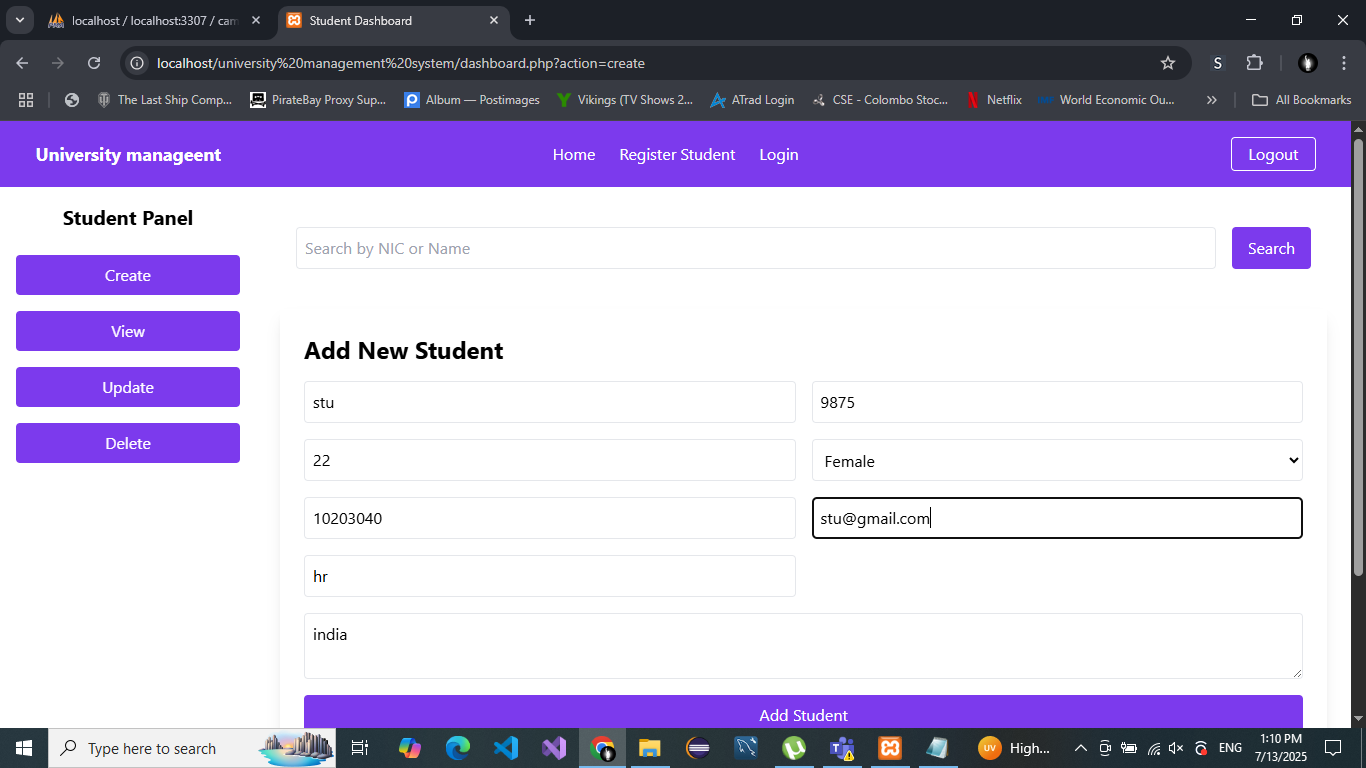 localhost / localhost:3307 / cam
Student Dashboard
localhost/university%20management%20system/dashboard.php?action=create
S
The Last Ship Comp...
PirateBay Proxy Sup...
Album — Postimages
Vikings (TV Shows 2...
ATrad Login
CSE - Colombo Stoc...
Netflix
World Economic Ou...
All Bookmarks
University manageent
Home
Register Student
Login
Logout
Student Panel
Create
View
Update
Delete
Search by NIC or Name
Search
Add New Student
stu
9875
22
Female
10203040
stu@gmail.com
hr
india
Add Student
Type here to search
UV
High...
ENG
1:10 PM
7/13/2025